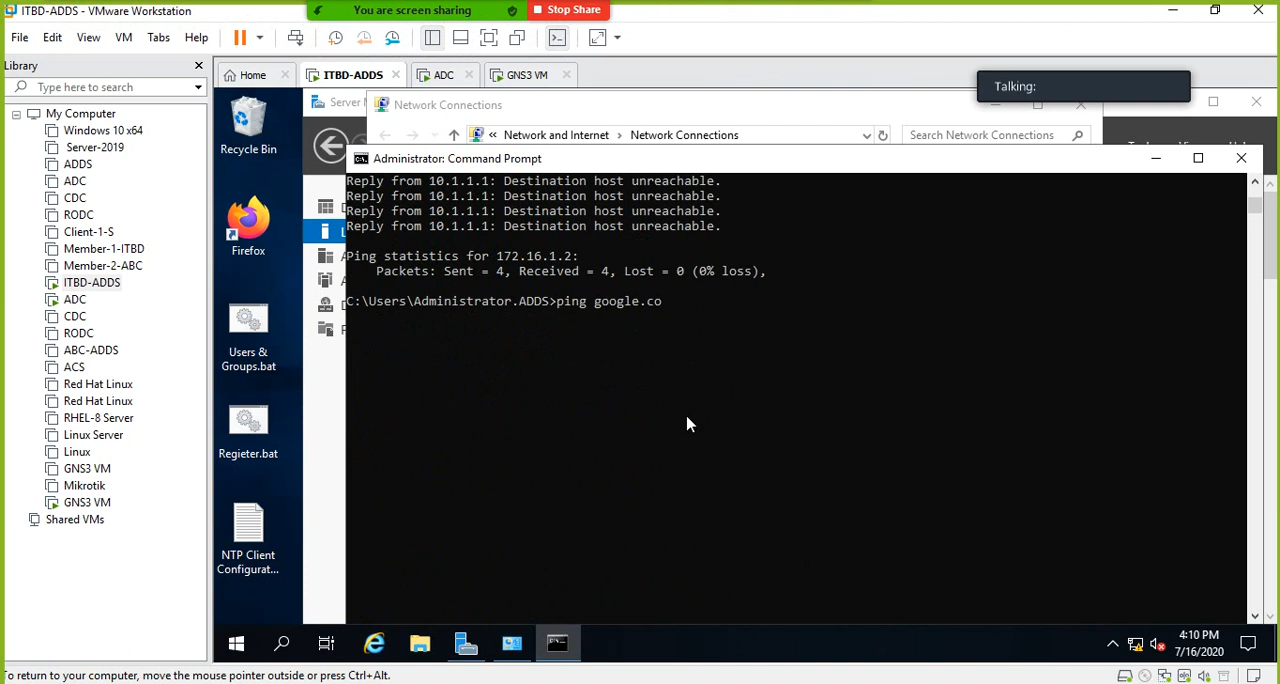 ITBD-ADDS - VMware Workstation
You are screen sharing
Stop Share
File Edit View VM Tabs Help
Library
Type here to search
Home
ITBD-ADDS
ADC
GNS3 VM
Talking:
My Computer
Windows 10 x64
Server-2019
ADDS
ADC
CDC
RODC
Client-1-S
Member-1-ITBD
Member-2-ABC
ITBD-ADDS
ADC
CDC
RODC
ABC-ADDS
ACS
Red Hat Linux
Red Hat Linux
RHEL-8 Server
Linux Server
Linux
GNS3 VM
Mikrotik
GNS3 VM
Shared VMs
Recycle Bin
Firefox
Users &
Groups.bat
Regieter.bat
NTP Client
Configurat...
Server M
Network Connections
« Network and Internet › Network Connections
Search Network Connections
Administrator: Command Prompt
Reply from 10.1.1.1: Destination host unreachable.
Reply from 10.1.1.1: Destination host unreachable.
Reply from 10.1.1.1: Destination host unreachable.
Reply from 10.1.1.1: Destination host unreachable.
Ping statistics for 172.16.1.2:
Packets: Sent = 4, Received = 4, Lost = 0 (0% loss),
C:\Users\Administrator.ADDS>ping google.co
4:10 PM
7/16/2020
To return to your computer, move the mouse pointer outside or press Ctrl+Alt.